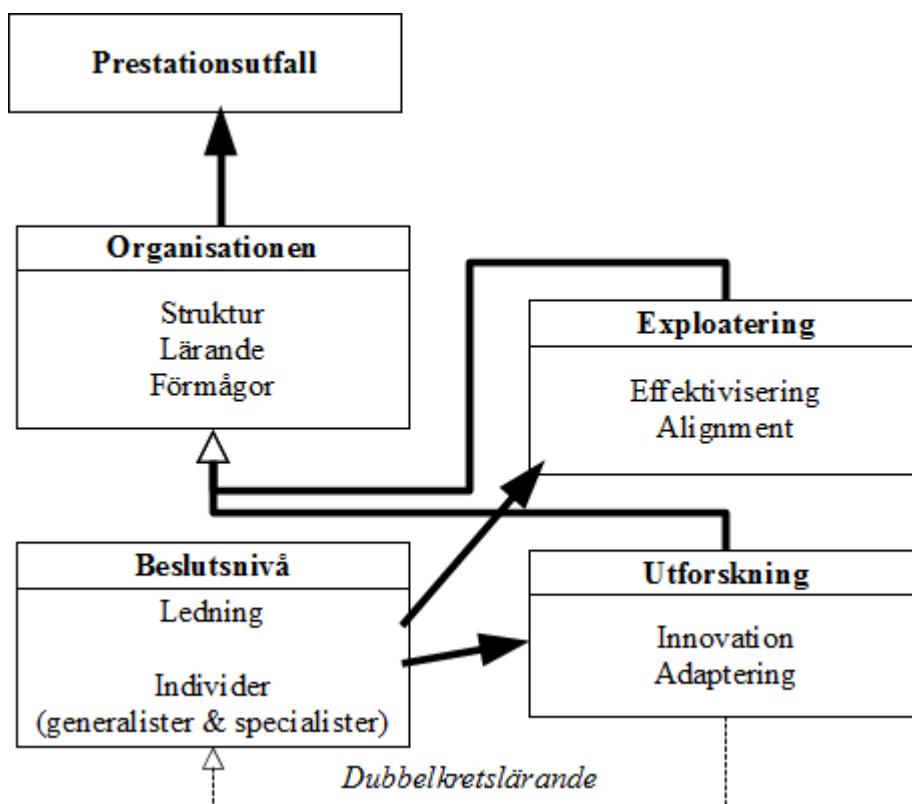 Prestationsutfall
Organisationen
Struktur
Lärande
Förmågor
Exploatering
Effektivisering
Alignment
Beslutsnivå
Ledning
Individer
(generalister & specialister)
Utforskning
Innovation
Adaptering
Dubbelkretslärande